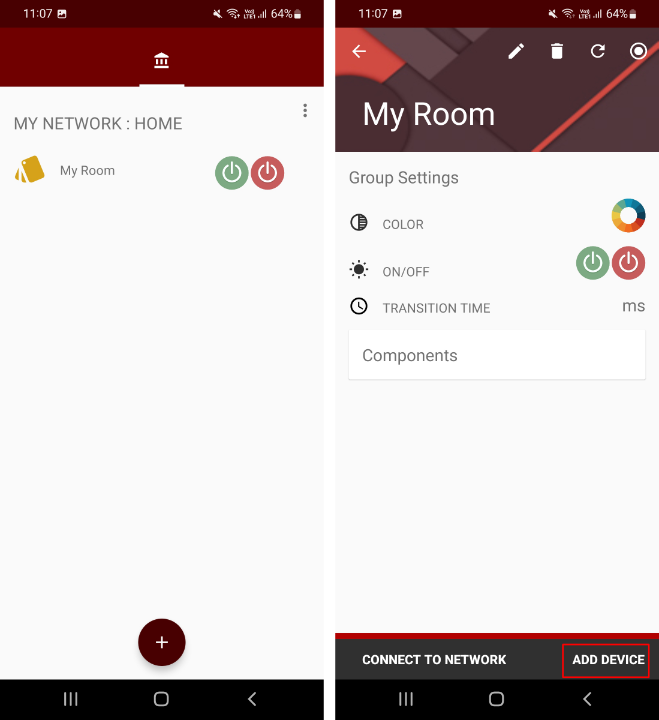 11:07
64%
MY NETWORK : HOME
My Room
11:07
64%
My Room
Group Settings
COLOR
ON/OFF
TRANSITION TIME ms
Components
CONNECT TO NETWORK ADD DEVICE